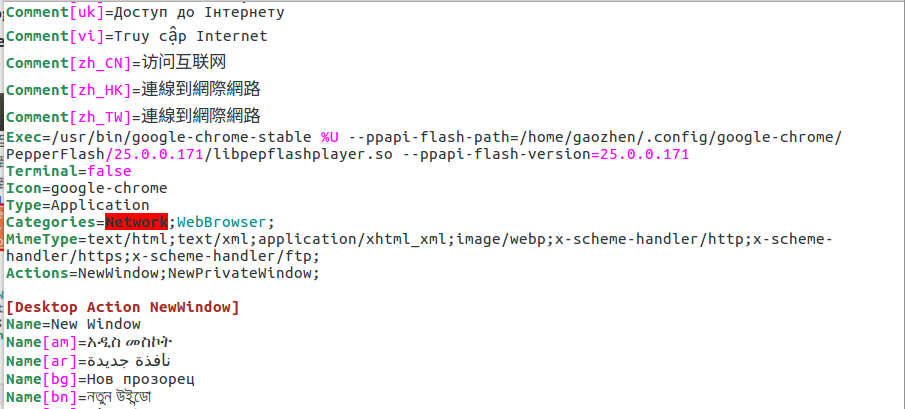 Comment[uk]=Доступ до Інтернету
Comment[vi]=Truy cập Internet
Comment[zh_CN]=访问互联网
Comment[zh_HK]=連線到網際網路
Comment[zh_TW]=連線到網際網路
Exec=/usr/bin/google-chrome-stable %U --ppapi-flash-path=/home/gaozhen/.config/google-chrome/
PepperFlash/25.0.0.171/libpepflashplayer.so --ppapi-flash-version=25.0.0.171
Terminal=false
Icon=google-chrome
Type=Application
Categories=Network;WebBrowser;
MimeType=text/html;text/xml;application/xhtml_xml;image/webp;x-scheme-handler/http;x-scheme-
handler/https;x-scheme-handler/ftp;
Actions=NewWindow;NewPrivateWindow;
[Desktop Action NewWindow]
Name=New Window
Name[am]=አዲስ መስኮት
Name[ar]=نافذة جديدة
Name[bg]=Нов прозорец
Name[bn]=নতুন উইন্ডো